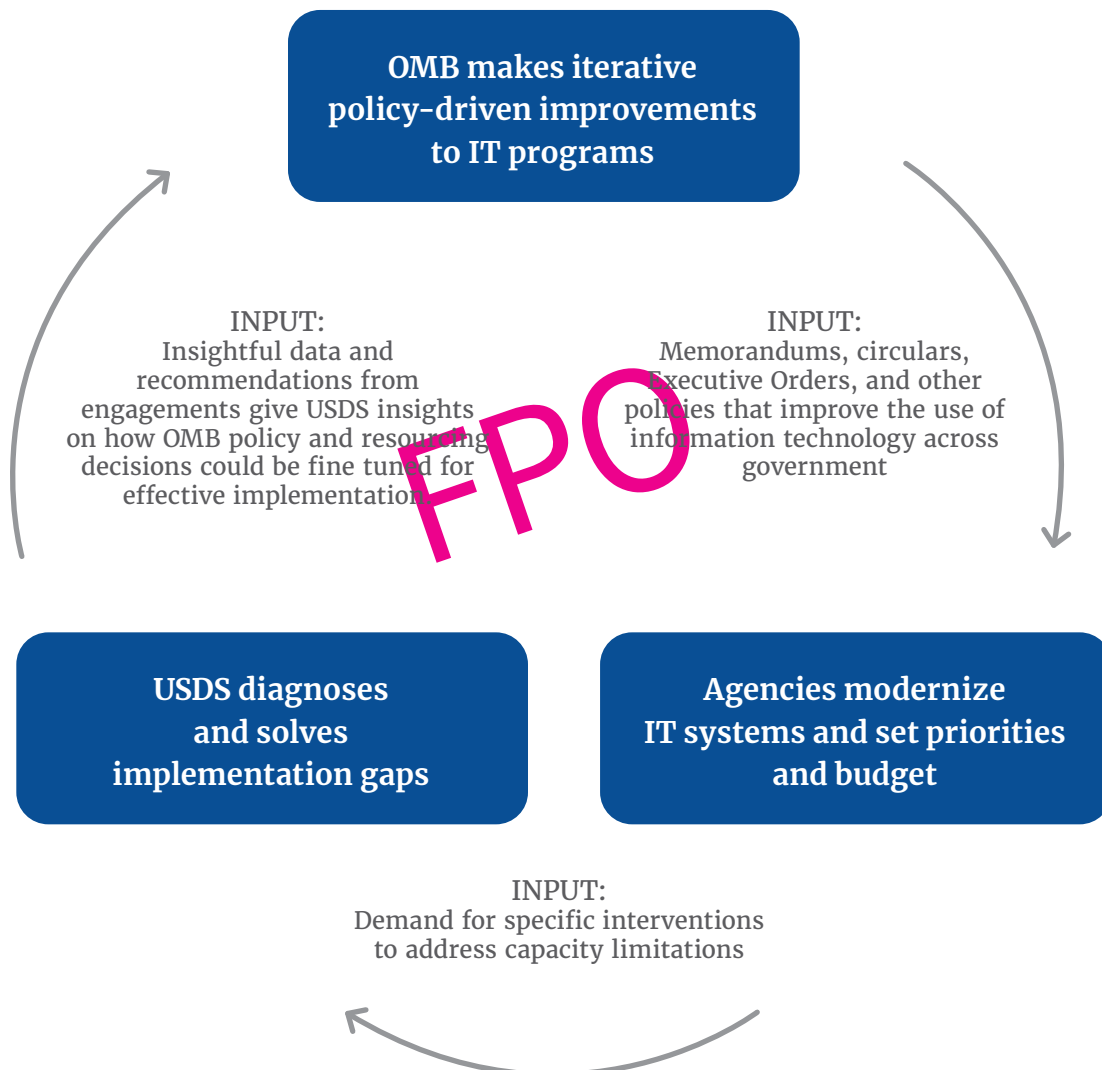 OMB makes iterative
policy-driven improvements
to IT programs
INPUT:
Insightful data and
recommendations from
engagements give USDS insights
on how OMB policy and resourcing
decisions could be fine tuned for
effective implementation.
INPUT:
Memorandums, circulars,
Executive Orders, and other
policies that improve the use of
information technology across
government
FPO
USDS diagnoses
and solves
implementation gaps
Agencies modernize
IT systems and set priorities
and budget
INPUT:
Demand for specific interventions
to address capacity limitations